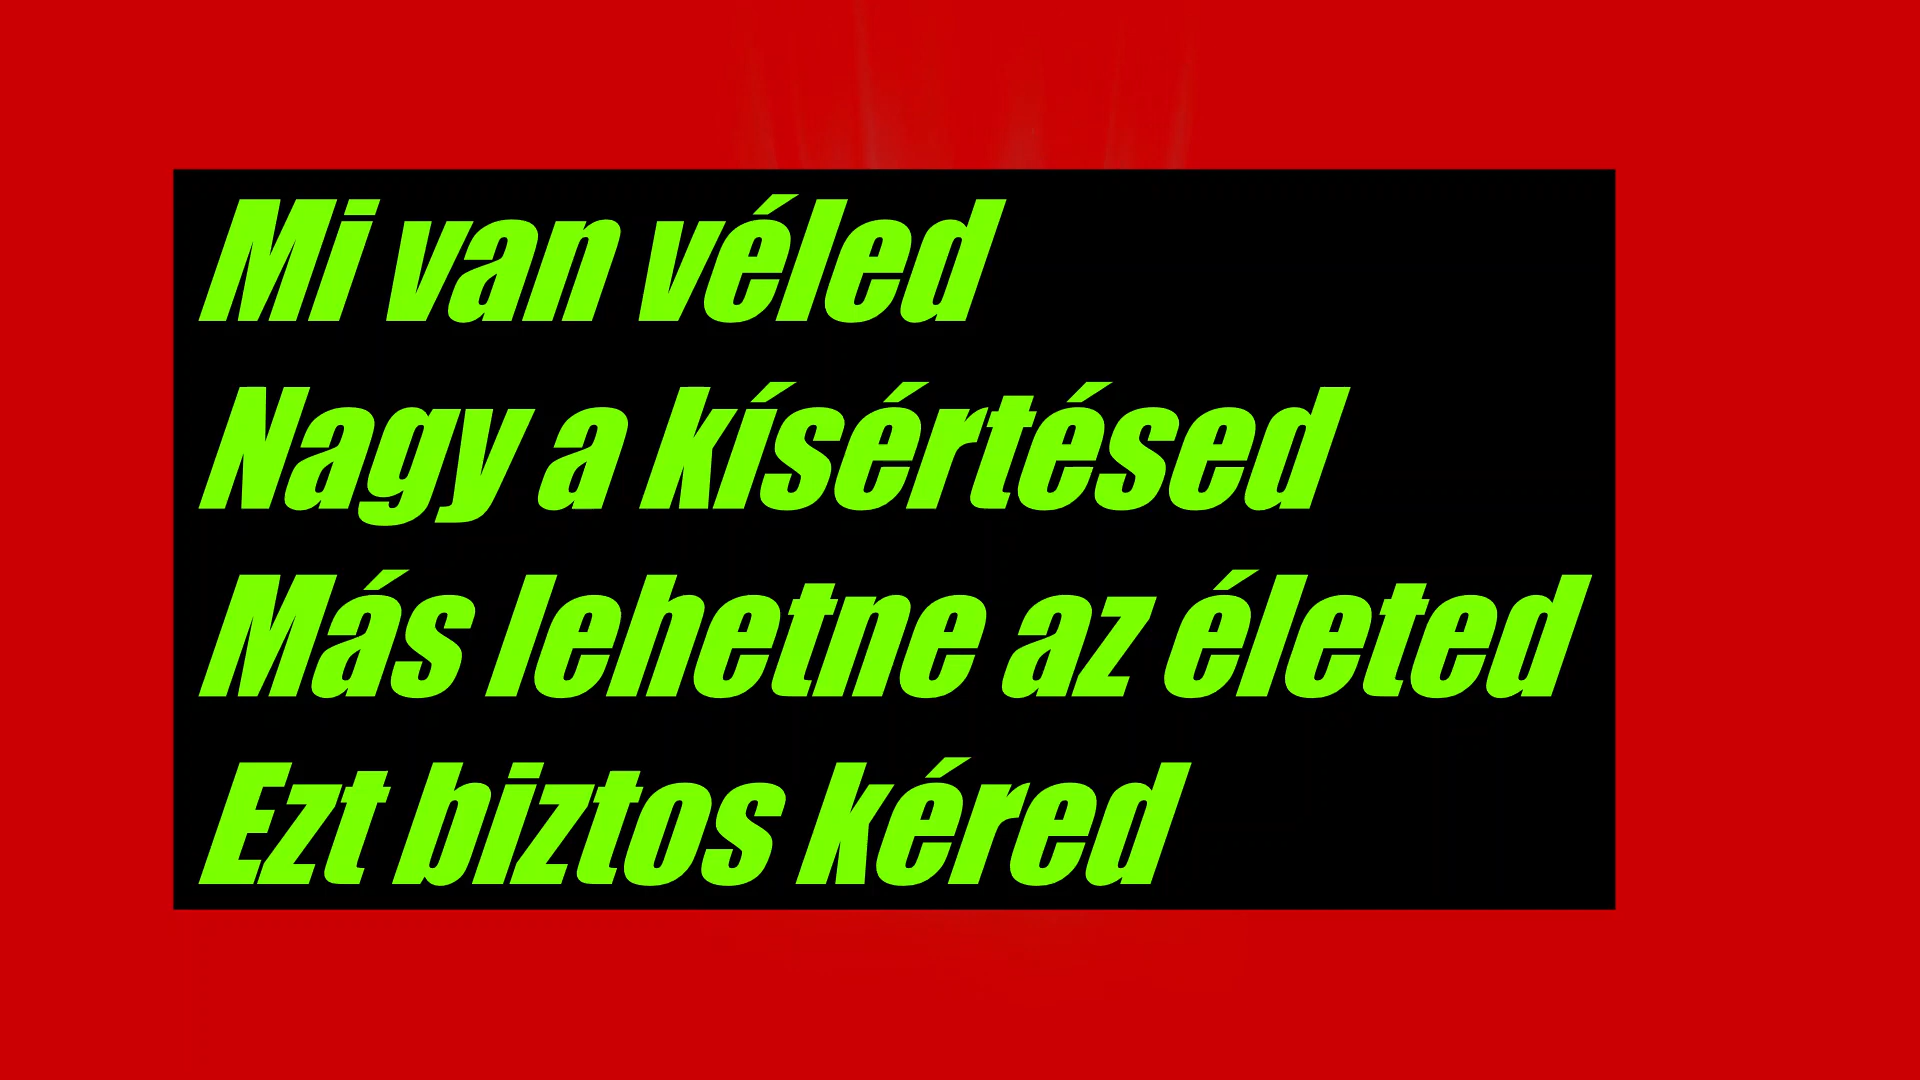 Mi van véled
Nagy a kísértésed
Más lehetne az életed
Ezt biztos kéred